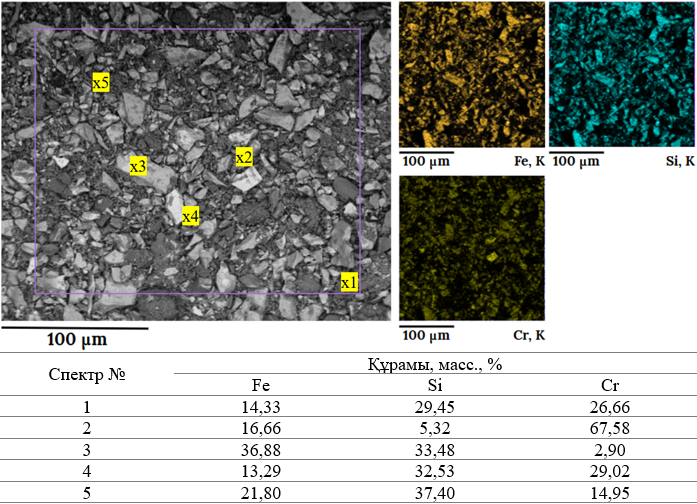 x5
x3
x2
x4
x1
100 µm
100 µm
Fe, K
100 µm
Si, K
100 µm
Cr, K
Спектр №
Құрамы, масс., %
Fe Si Cr
1 14,33 29,45 26,66
2 16,66 5,32 67,58
3 36,88 33,48 2,90
4 13,29 32,53 29,02
5 21,80 37,40 14,95